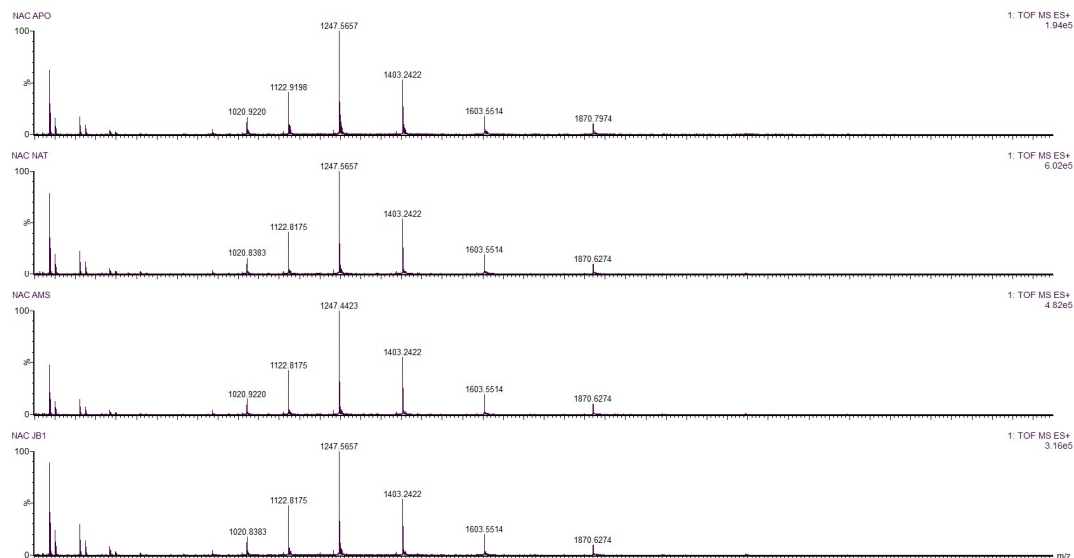 NAC APO
1: TOF MS ES+
1.94e5
100
%
0
1020.9220
1122.9198
1247.5657
1403.2422
1603.5514
1870.7974
NAC NAT
1: TOF MS ES+
6.02e5
100
%
0
1020.8383
1122.8175
1247.5657
1403.2422
1603.5514
1870.6274
NAC AMS
1: TOF MS ES+
4.82e5
100
%
0
1020.9220
1122.8175
1247.4423
1403.2422
1603.5514
1870.6274
NAC JB1
1: TOF MS ES+
3.16e5
100
%
0
1020.8383
1122.8175
1247.5657
1403.2422
1603.5514
1870.6274
m/z